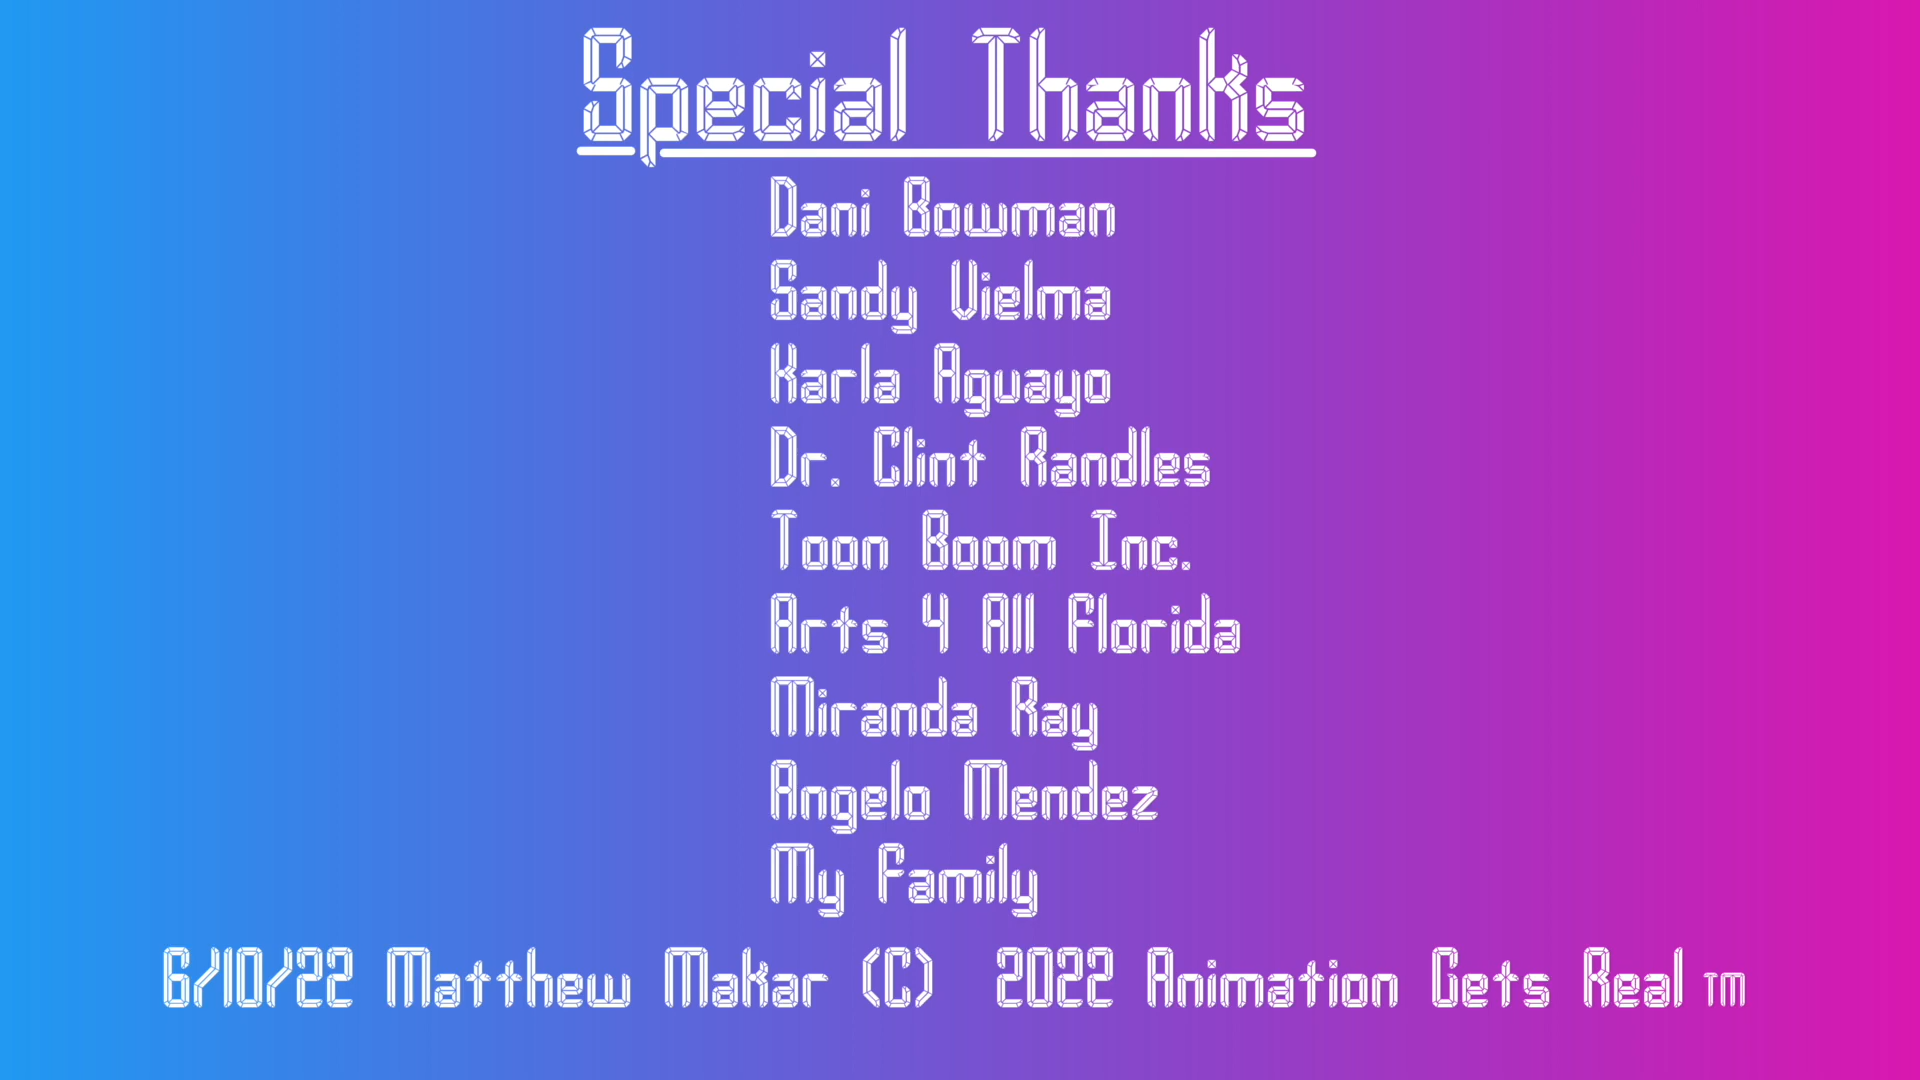 Special Thanks
Dani Bowman
Sandy Vielma
Karla Aguayo
Dr. Clint Randles
Toon Boom Inc.
Arts 4 All Florida
Miranda Ray
Angelo Mendez
My Family
6/10/22 Matthew Makar (C) 2022 Animation Gets Real TM